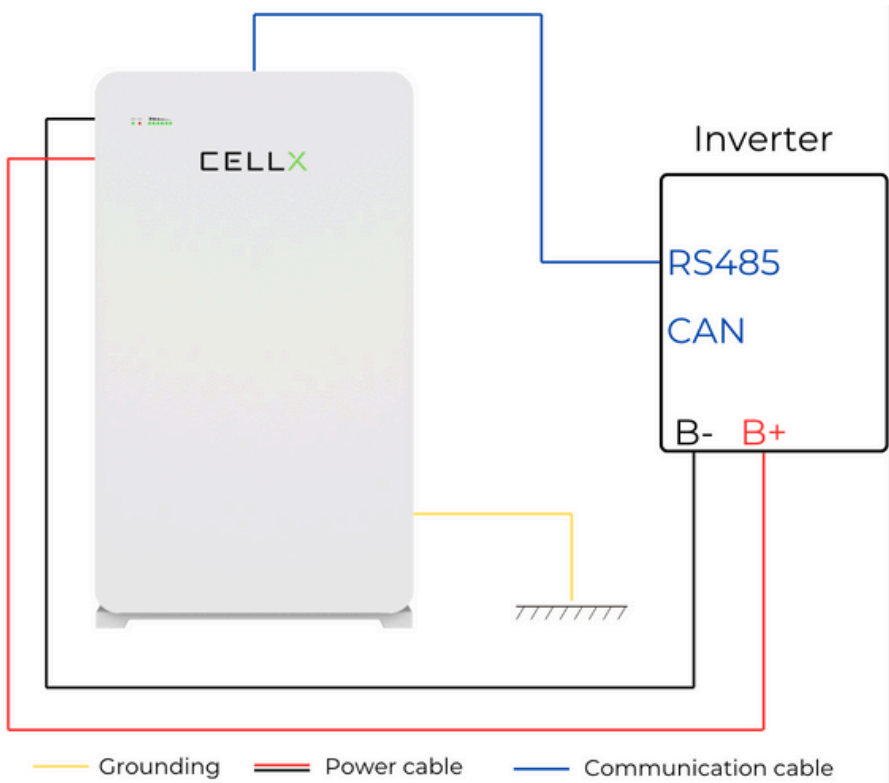 CELLX
Inverter
RS485
CAN
B- B+
Grounding Power cable Communication cable